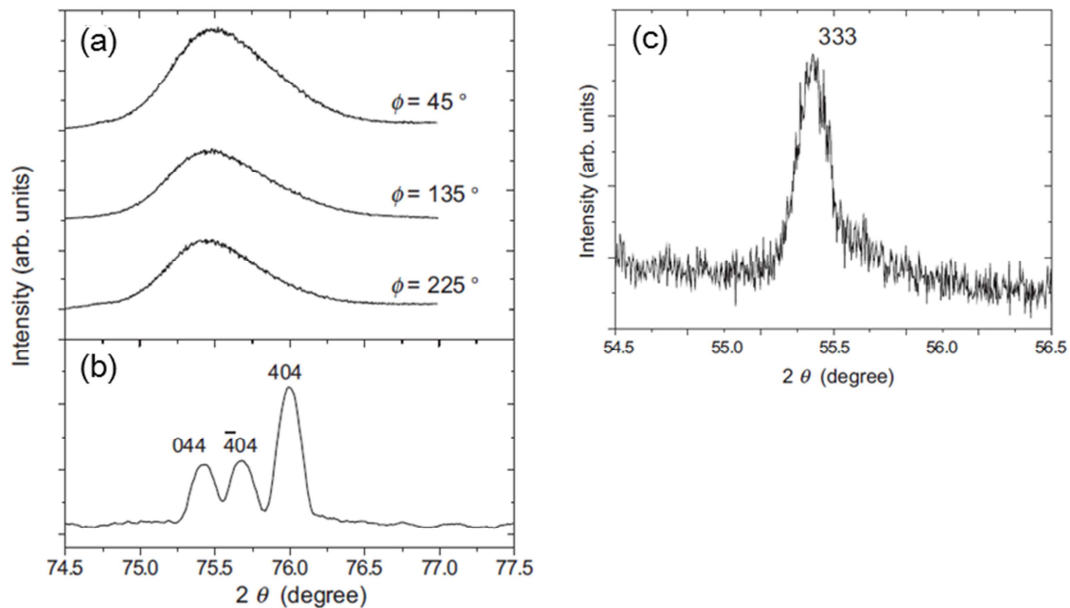 (a)
ϕ = 45 °
ϕ = 135 °
ϕ = 225 °
Intensity (arb. units)
(b)
044
4̅04
404
74.5 75.0 75.5 76.0 76.5 77.0 77.5
2 θ (degree)
(c)
333
Intensity (arb. units)
54.5 55.0 55.5 56.0 56.5
2 θ (degree)